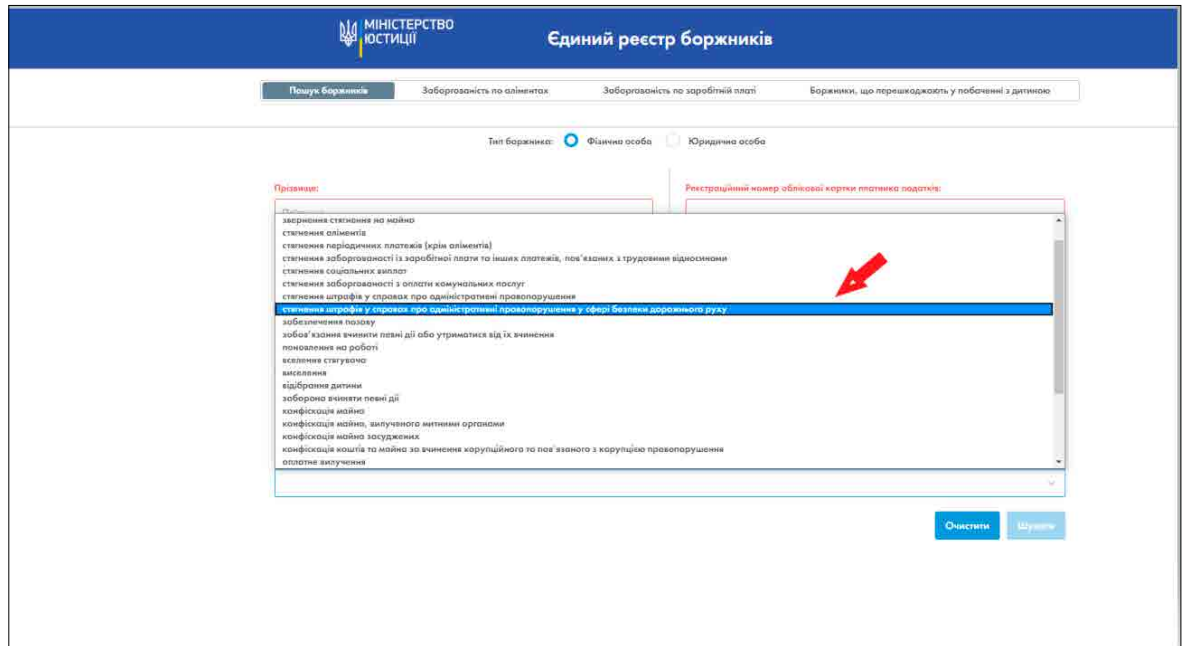 МІНІСТЕРСТВО
ЮСТИЦІЇ
Єдиний реєстр боржників
Пошук боржників
Заборгованість по аліментах
Заборгованість по заробітній платі
Боржники, що перешкоджають у побаченні з дитиною
Тип боржника:
Фізична особа
Юридична особа
Прізвище:
Реєстраційний номер облікової картки платника податків:
звернення стягнення на майно
стягнення аліментів
стягнення періодичних платежів (крім аліментів)
стягнення заборгованості із заробітної плати та інших платежів, пов'язаних з трудовими відносинами
стягнення соціальних виплат
стягнення заборгованості з оплати комунальних послуг
стягнення штрафів у справах про адміністративні правопорушення
стягнення штрафів у справах про адміністративні правопорушення у сфері безпеки дорожнього руху
забезпечення позову
зобов'язання вчинити певні дії або утриматися від їх вчинення
поновлення на роботі
вселення стягувача
виселення
відібрання дитини
заборона вчиняти певні дії
конфіскація майна
конфіскація майна, вилученого митними органами
конфіскація майна засуджених
конфіскація коштів та майна за вчинення корупційного та пов'язаного з корупцією правопорушення
оплатне вилучення
Очистити
Шукати